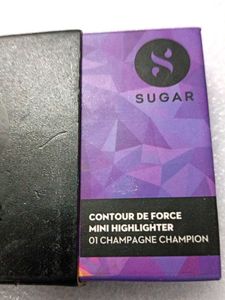 SUGAR
CONTOUR DE FORCE
MINI HIGHLIGHTER
01 CHAMPAGNE CHAMPION